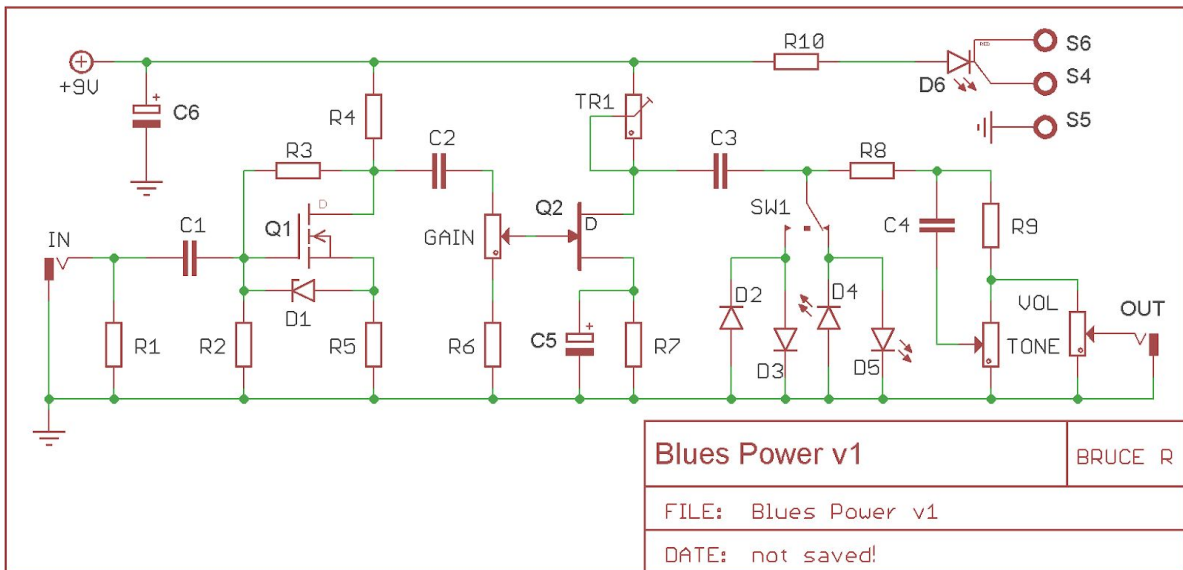 R10
RED
S6
D6
S4
+9V
C6
R4
TR1
S5
R3
C2
C3
R8
IN
C1
Q1
D
GAIN
Q2
D
SW1
C4
R9
D2
D4
VOL
OUT
R1
R2
D1
R5
R6
C5
R7
D3
D5
TONE
Blues Power v1
BRUCE R
FILE: Blues Power v1
DATE: not saved!